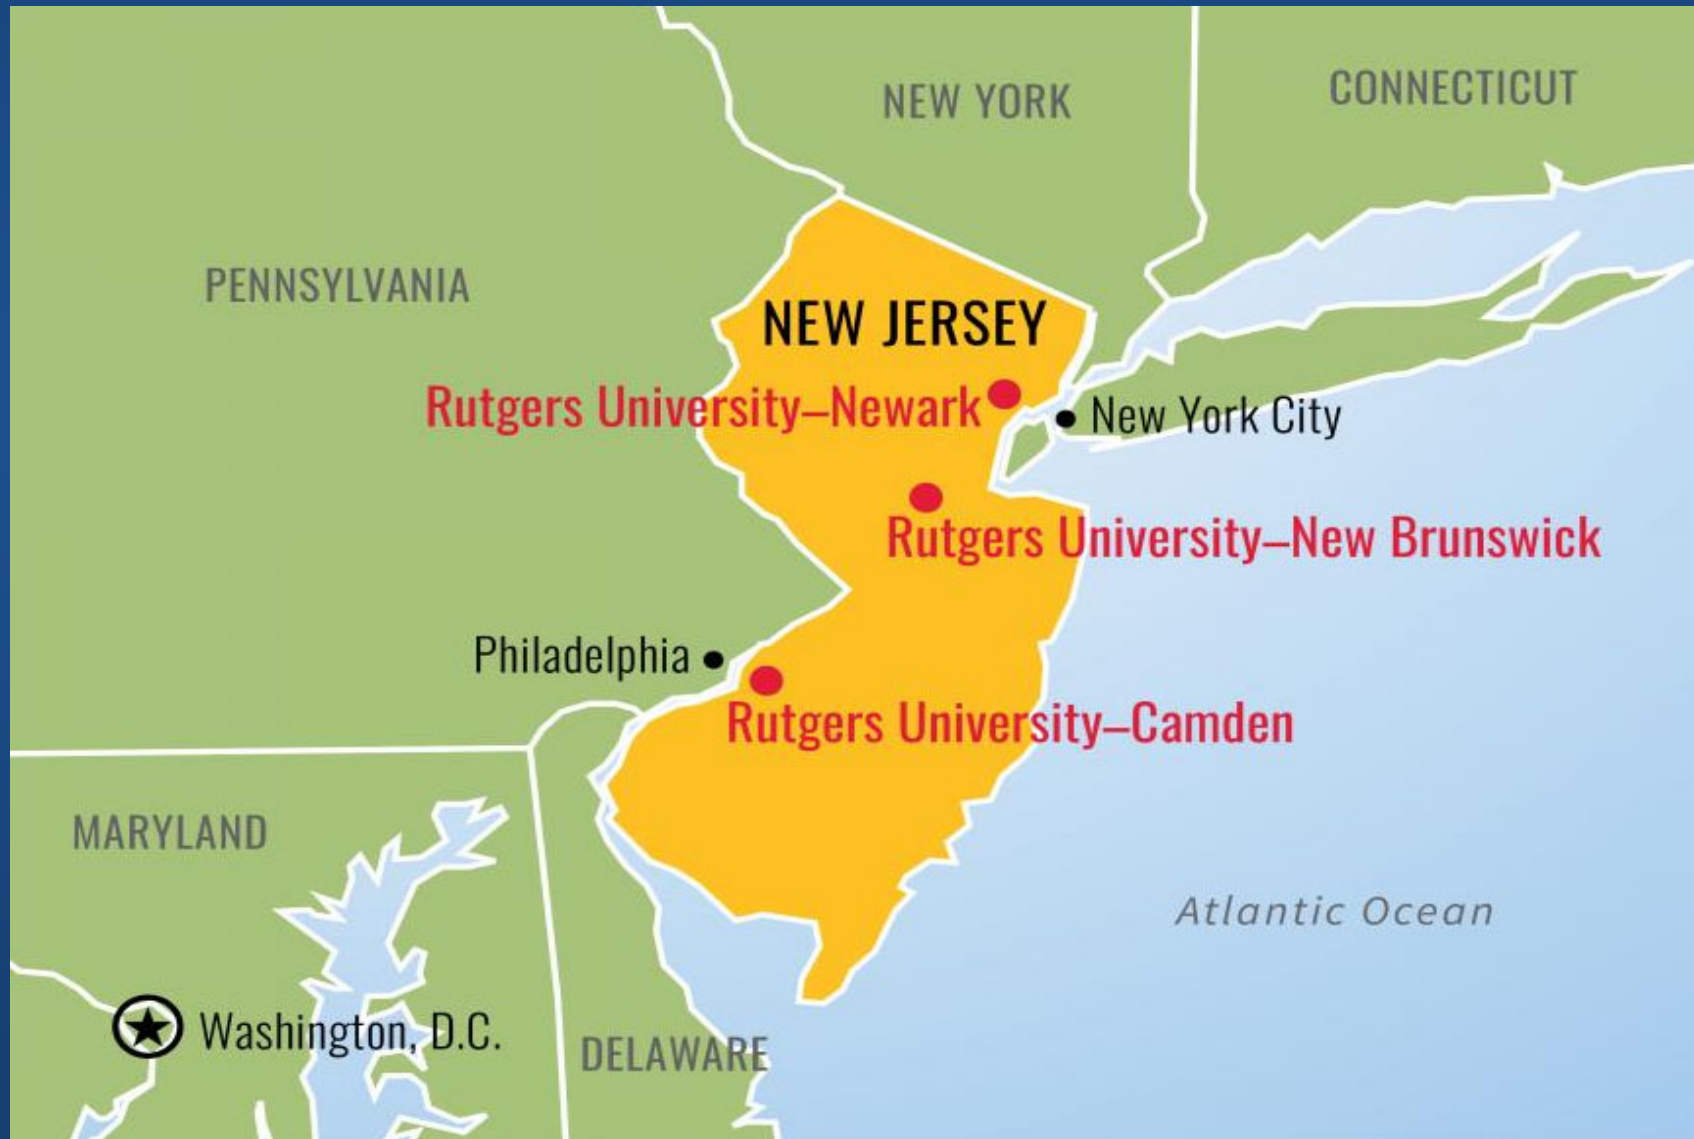 CONNECTICUT
NEW YORK
PENNSYLVANIA
NEW JERSEY
Rutgers University–Newark
New York City
Rutgers University–New Brunswick
Philadelphia
Rutgers University–Camden
MARYLAND
Atlantic Ocean
Washington, D.C.
DELAWARE